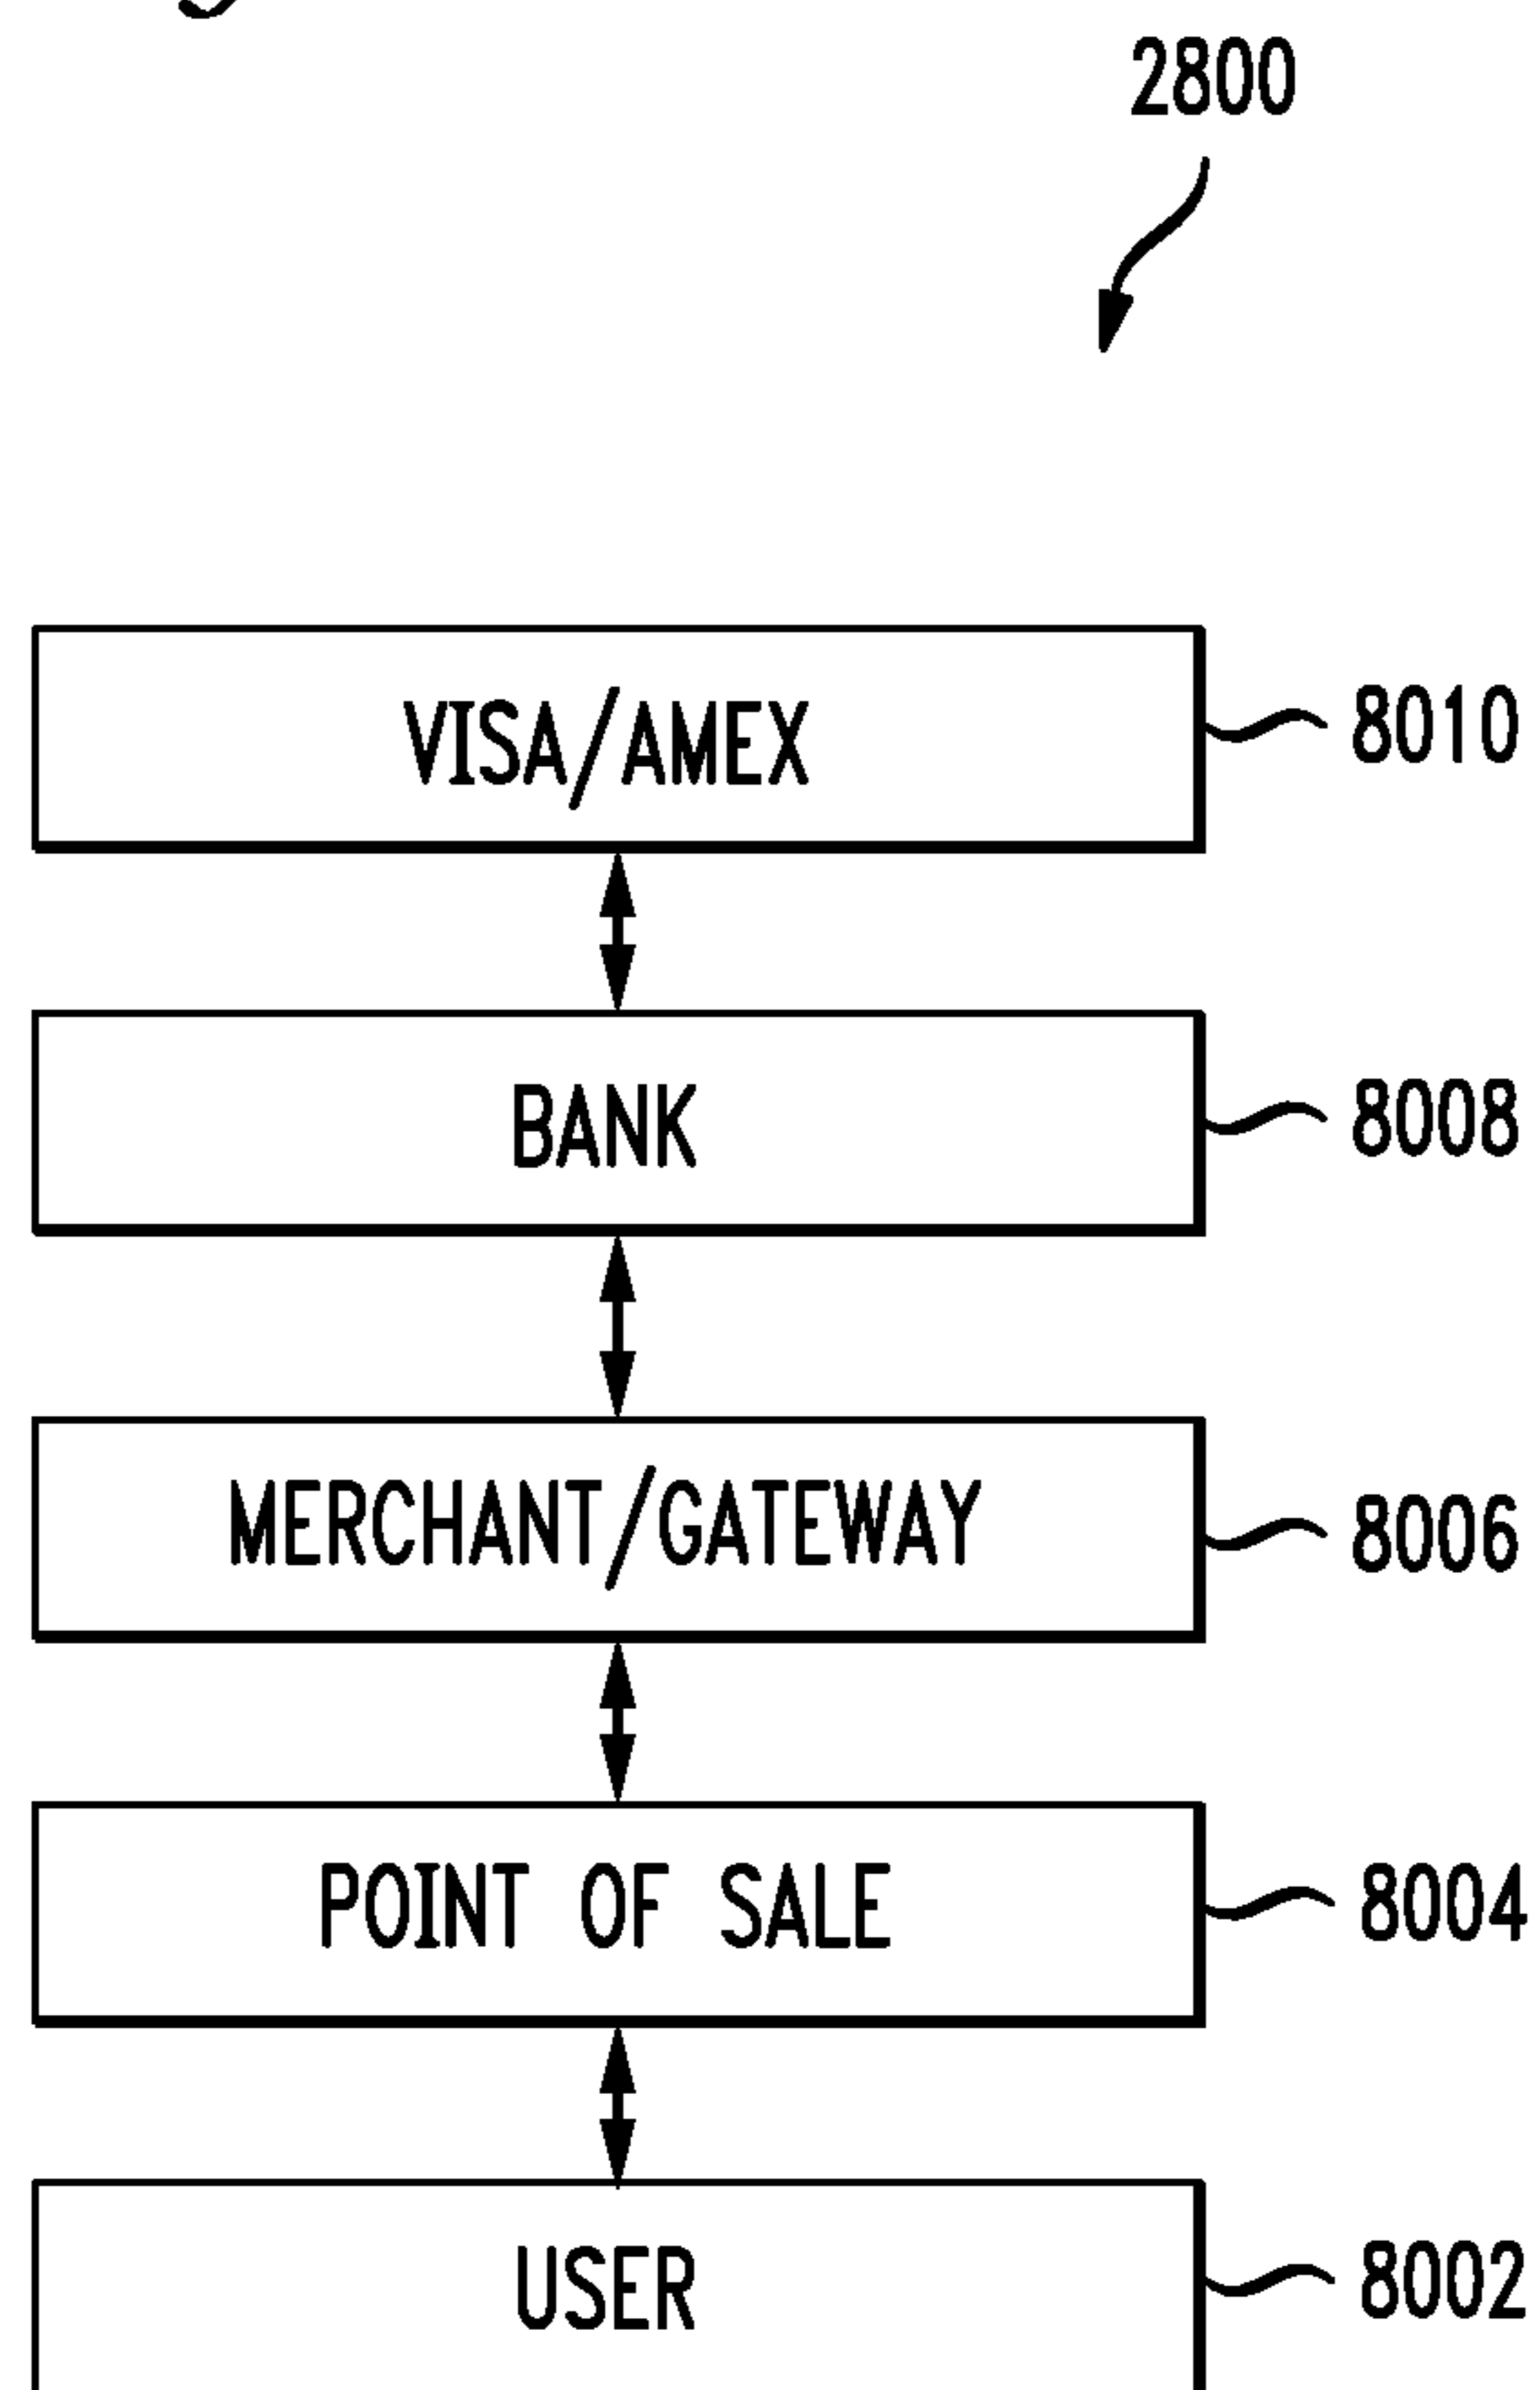 2800
VISA/AMEX
8010
BANK
8008
MERCHANT/GATEWAY
8006
POINT OF SALE
8004
USER
8002